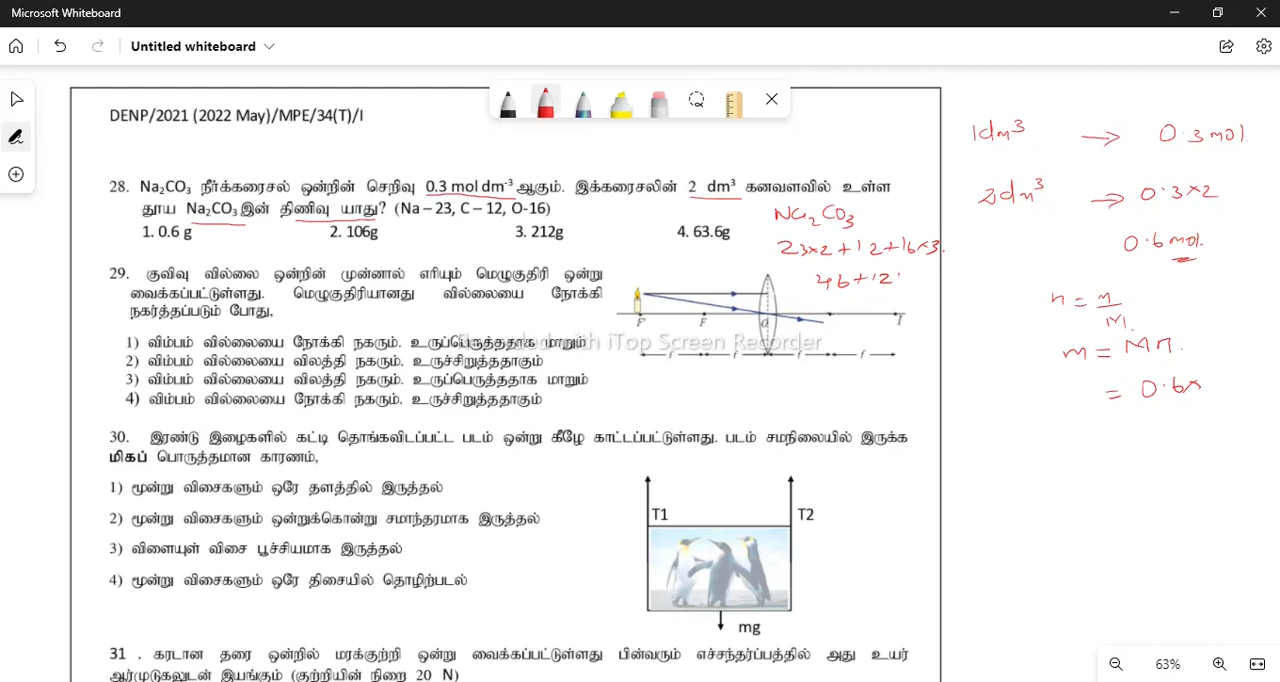 Microsoft Whiteboard
Untitled whiteboard
DENP/2021 (2022 May)/MPE/34(T)/I
28. Na₂CO₃ நீர்க்கரைசல் ஒன்றின் செறிவு 0.3 mol dm⁻³ ஆகும். இக்கரைசலின் 2 dm³ கனவளவில் உள்ள
தூய Na₂CO₃ இன் திணிவு யாது? (Na – 23, C – 12, O-16)
1. 0.6 g 2. 106g 3. 212g 4. 63.6g
29. குவிவு வில்லை ஒன்றின் முன்னால் எரியும் மெழுகுதிரி ஒன்று
வைக்கப்பட்டுள்ளது. மெழுகுதிரியானது வில்லையை நோக்கி
நகர்த்தப்படும் போது,
1) விம்பம் வில்லையை நோக்கி நகரும். உருப்பெருத்ததாக மாறும்
2) விம்பம் வில்லையை விலத்தி நகரும். உருச்சிறுத்ததாகும்
3) விம்பம் வில்லையை விலத்தி நகரும். உருப்பெருத்ததாக மாறும்
4) விம்பம் வில்லையை நோக்கி நகரும். உருச்சிறுத்ததாகும்
F' F O I
f f f f
with iTop Screen Recorder
30. இரண்டு இழைகளில் கட்டி தொங்கவிடப்பட்ட படம் ஒன்று கீழே காட்டப்பட்டுள்ளது. படம் சமநிலையில் இருக்க
மிகப் பொருத்தமான காரணம்,
1) மூன்று விசைகளும் ஒரே தளத்தில் இருத்தல்
2) மூன்று விசைகளும் ஒன்றுக்கொன்று சமாந்தரமாக இருத்தல்
3) விளையுள் விசை பூச்சியமாக இருத்தல்
4) மூன்று விசைகளும் ஒரே திசையில் தொழிற்படல்
T1 T2
mg
31 . கரடான தரை ஒன்றில் மரக்குற்றி ஒன்று வைக்கப்பட்டுள்ளது பின்வரும் எச்சந்தர்ப்பத்தில் அது உயர்
ஆர்முடுகலுடன் இயங்கும் (குற்றியின் நிறை 20 N)
Na₂CO₃
23×2+12+16×3.
46+12
1dm³ → 0.3 mol.
2dm³ → 0.3×2
0.6 mol.
n = m/M.
m = Mn.
= 0.6×
63%